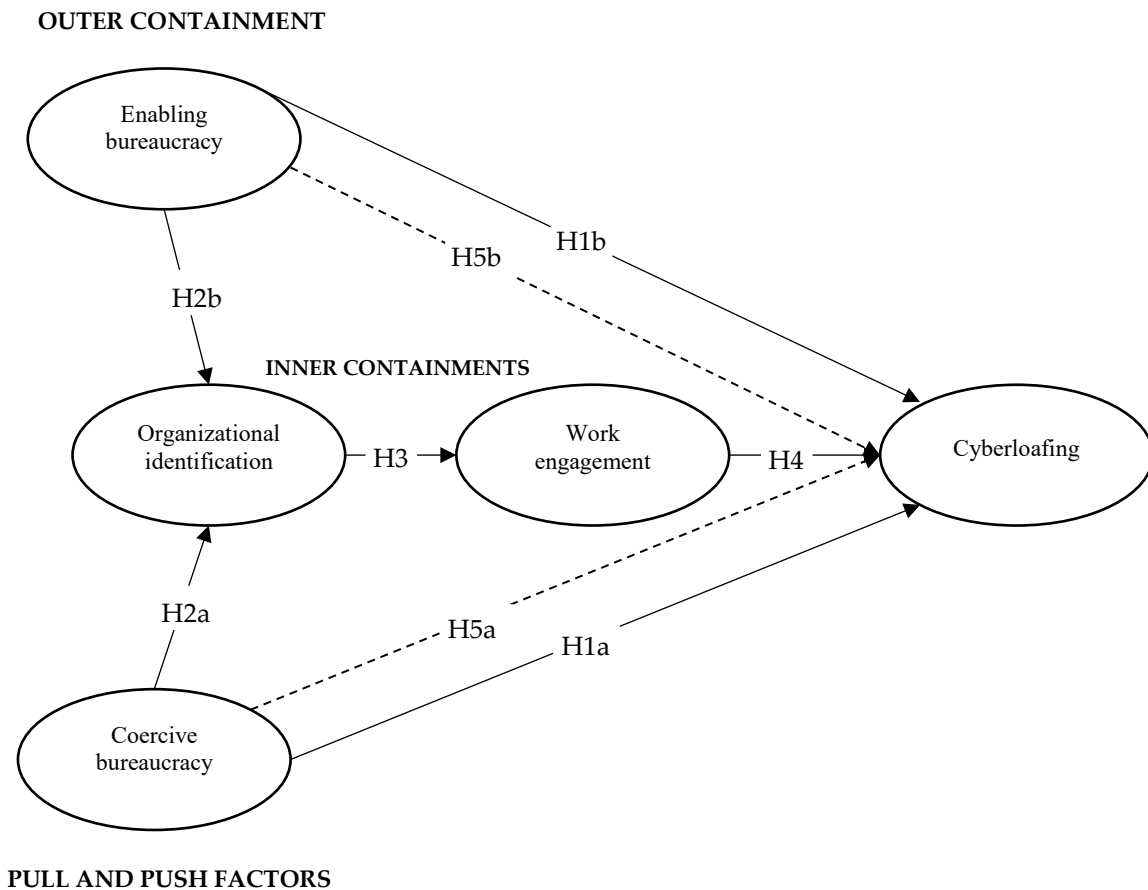 OUTER CONTAINMENT
Enabling
bureaucracy
H1b
H5b
H2b
INNER CONTAINMENTS
Organizational
identification
H3
Work
engagement
H4
Cyberloafing
H2a
H5a
H1a
Coercive
bureaucracy
PULL AND PUSH FACTORS